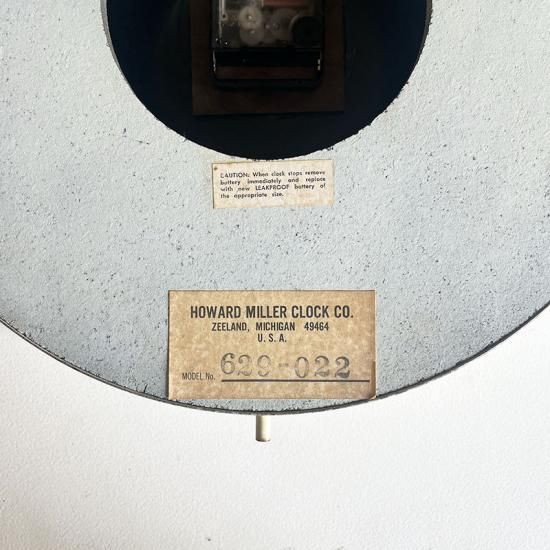 CAUTION: When clock stops remove
battery immediately and replace
with new LEAKPROOF battery of
the appropriate size.
HOWARD MILLER CLOCK CO.
ZEELAND, MICHIGAN 49464
U. S. A.
MODEL No. 629-022